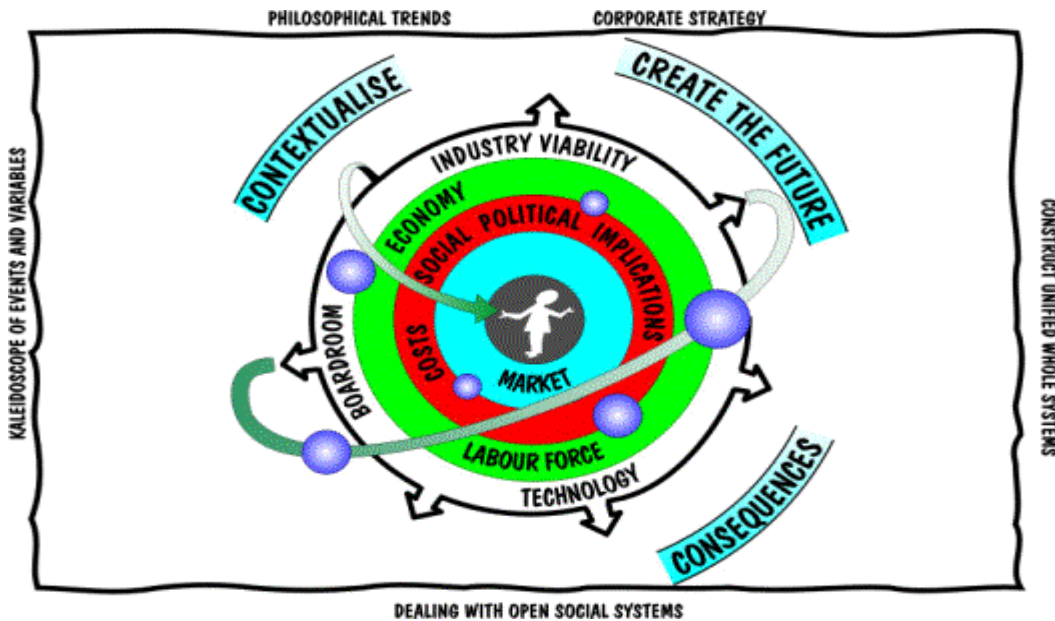 PHILOSOPHICAL TRENDS
CORPORATE STRATEGY
CONTEXTUALISE
CREATE THE FUTURE
KALEIDOSCOPE OF EVENTS AND VARIABLES
INDUSTRY VIABILITY
ECONOMY
SOCIAL POLITICAL IMPLICATIONS
BOARDROOM
COSTS
MARKET
LABOUR FORCE
TECHNOLOGY
CONSEQUENCES
CONSTRUCT UNIFIED WHOLE SYSTEMS
DEALING WITH OPEN SOCIAL SYSTEMS